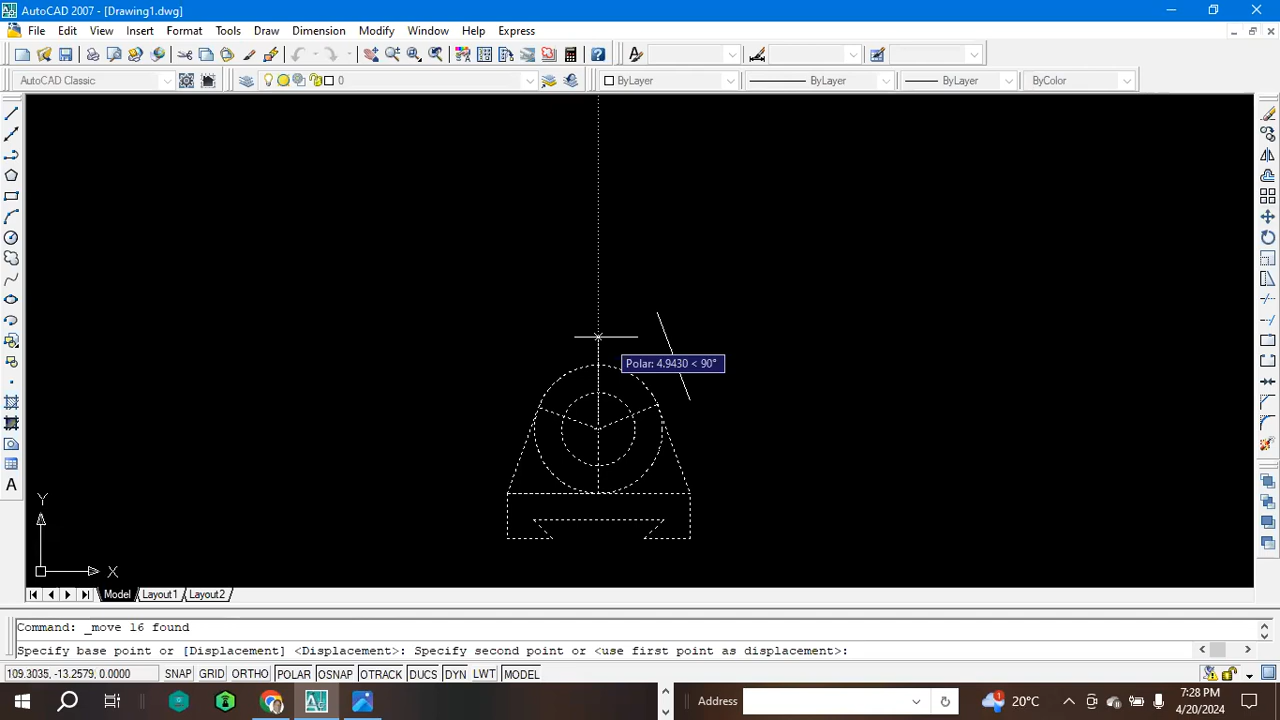 AutoCAD 2007 - [Drawing1.dwg]
File Edit View Insert Format Tools Draw Dimension Modify Window Help Express
AutoCAD Classic 0 ByLayer ByLayer ByLayer ByColor
Polar: 4.9430 < 90°
A
Y
X
Model Layout1 Layout2
Command: _move 16 found
Specify base point or [Displacement] <Displacement>: Specify second point or <use first point as displacement>:
109.3035, -13.2579, 0.0000 SNAP GRID ORTHO POLAR OSNAP OTRACK DUCS DYN LWT MODEL
Address 20°C 7:28 PM
4/20/2024